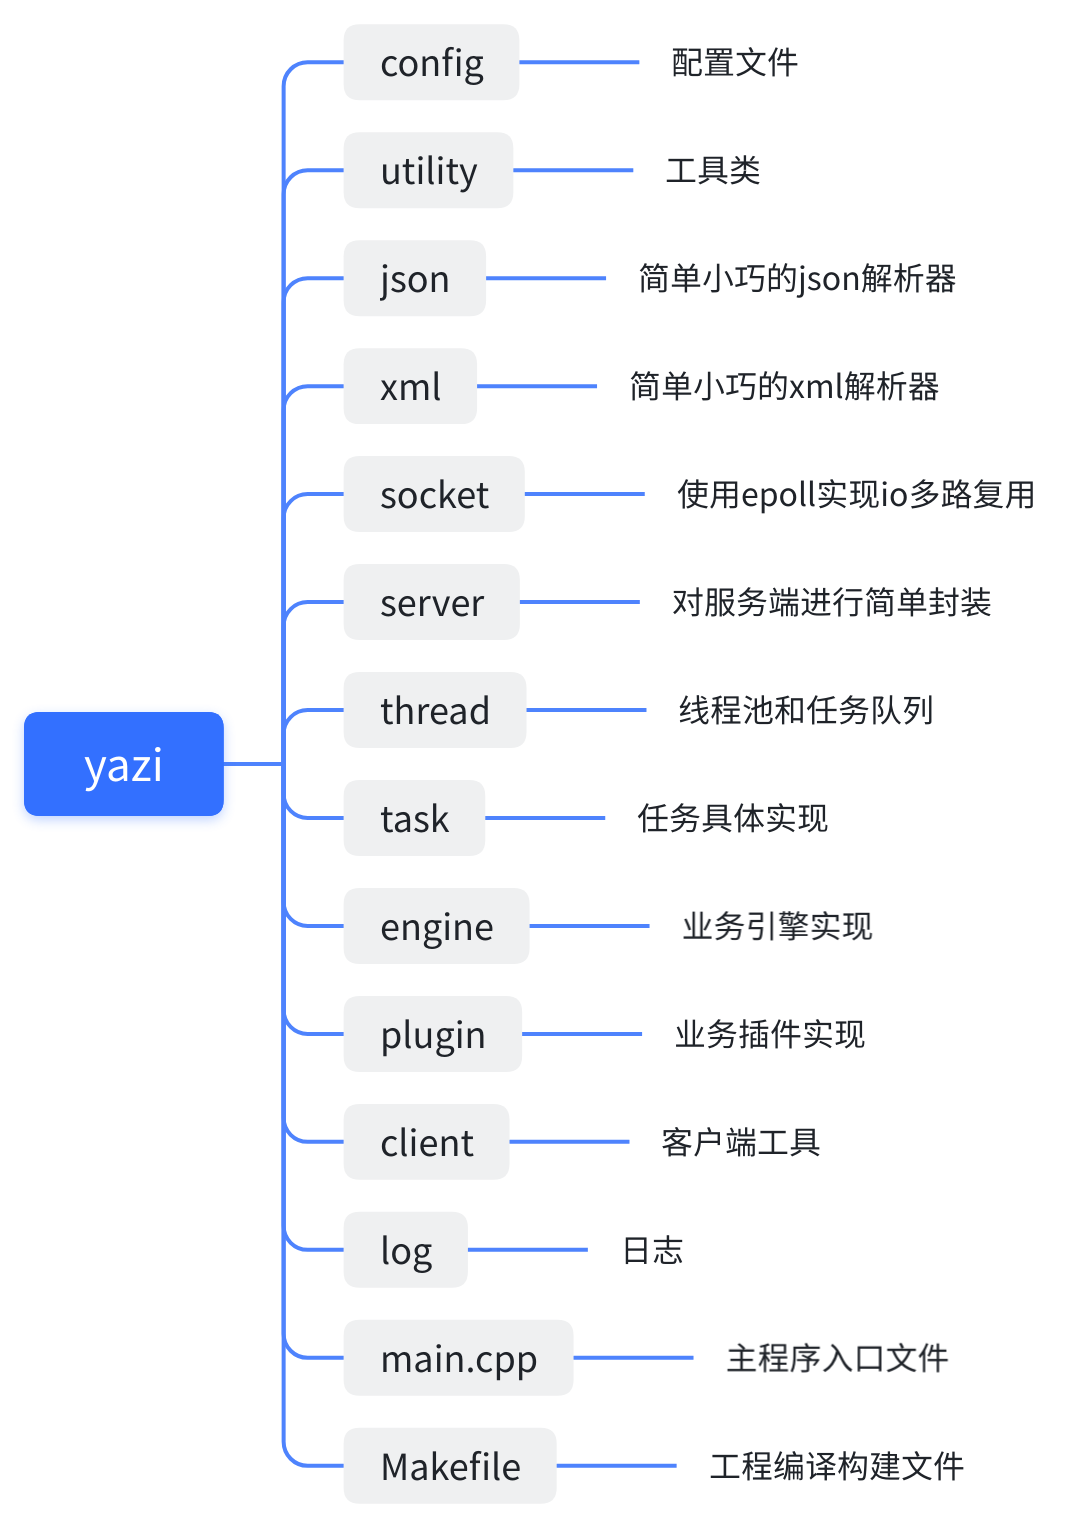 config 配置文件
utility 工具类
json 简单小巧的json解析器
xml 简单小巧的xml解析器
socket 使用epoll实现io多路复用
server 对服务端进行简单封装
thread 线程池和任务队列
yazi
task 任务具体实现
engine 业务引擎实现
plugin 业务插件实现
client 客户端工具
log 日志
main.cpp 主程序入口文件
Makefile 工程编译构建文件